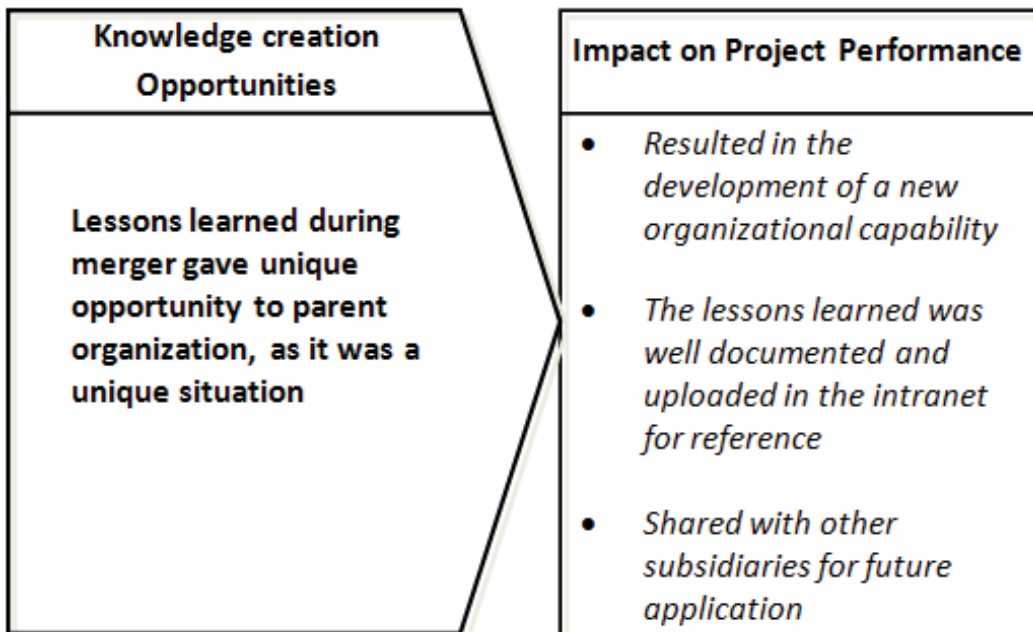 Knowledge creation
Opportunities
Lessons learned during
merger gave unique
opportunity to parent
organization, as it was a
unique situation
Impact on Project Performance
• Resulted in the
development of a new
organizational capability
• The lessons learned was
well documented and
uploaded in the intranet
for reference
• Shared with other
subsidiaries for future
application